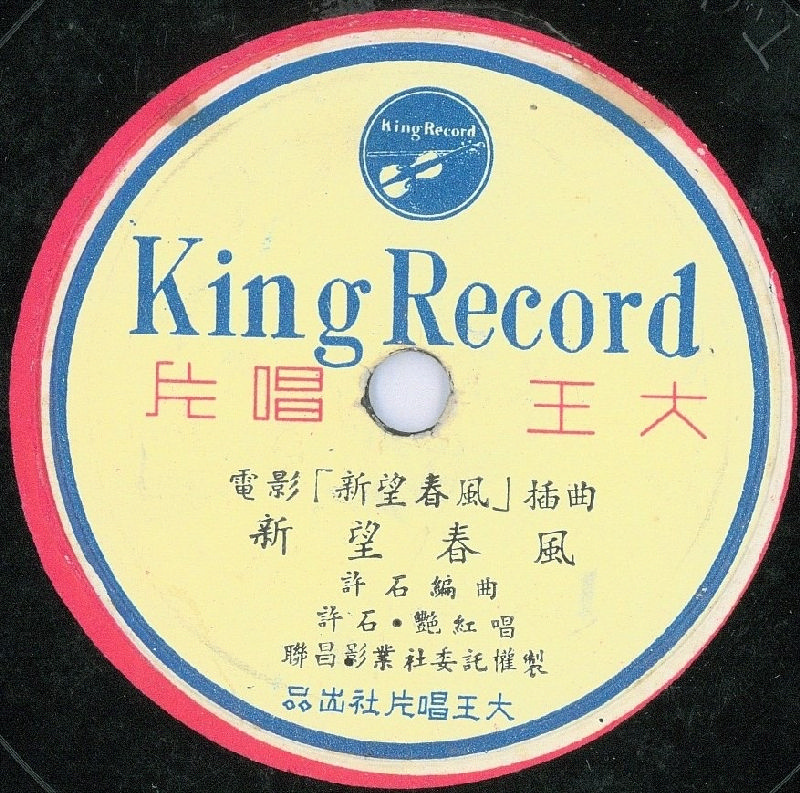 King Record
King Record
大王唱片
電影「新望春風」插曲
新望春風
許石編曲
許石·艷紅唱
聯昌影業社委託灌製
大王唱片社出品